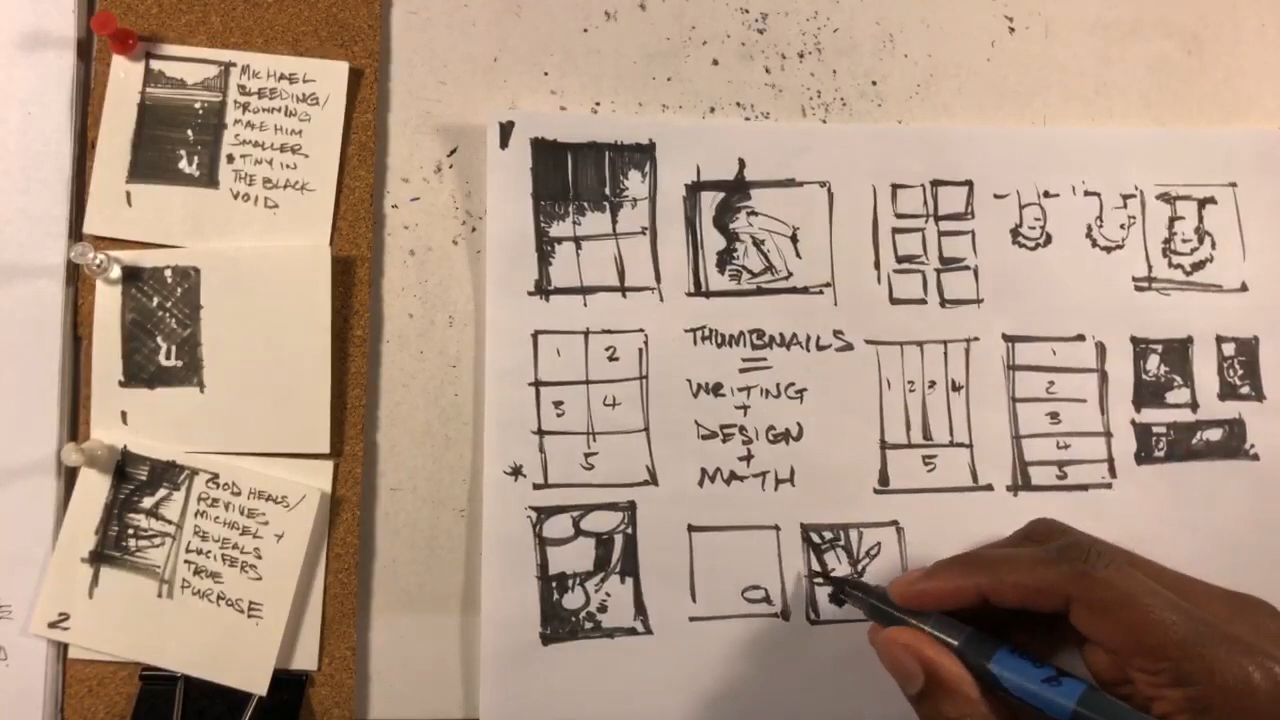 MICHAEL
BLEEDING/
DROWNING
MAKE HIM
SMALLER
• TINY IN
THE BLACK
VOID
1
1
GOD HEALS/
REVIVES
MICHAEL +
REVEALS
LUCIFERS
TRUE
PURPOSE
2
1 2
3 4
5
*
THUMBNAILS
=
WRITING
+
DESIGN
+
MATH
1 2 3 4
5
1
2
3
4
5